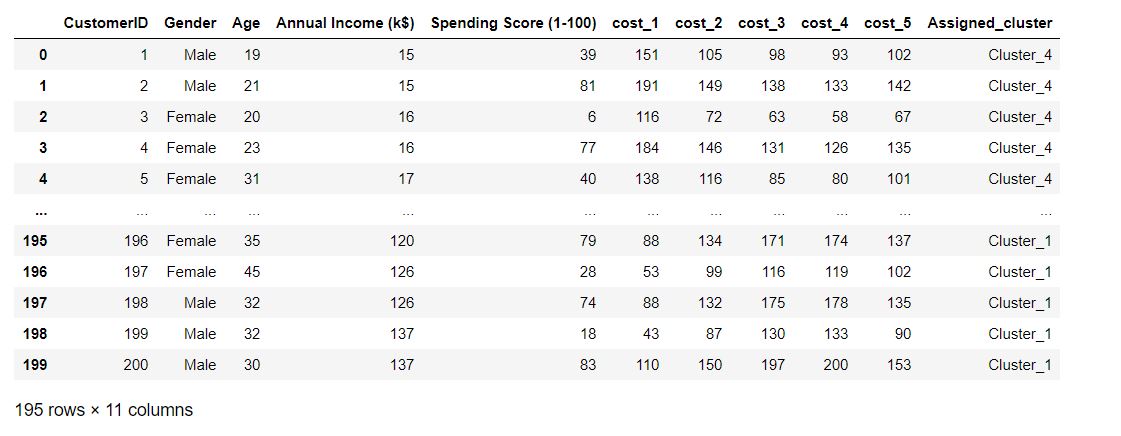 CustomerID Gender Age Annual Income (k$) Spending Score (1-100) cost_1 cost_2 cost_3 cost_4 cost_5 Assigned_cluster
0 1 Male 19 15 39 151 105 98 93 102 Cluster_4
1 2 Male 21 15 81 191 149 138 133 142 Cluster_4
2 3 Female 20 16 6 116 72 63 58 67 Cluster_4
3 4 Female 23 16 77 184 146 131 126 135 Cluster_4
4 5 Female 31 17 40 138 116 85 80 101 Cluster_4
... ... ... ... ... ... ... ... ... ... ... ...
195 196 Female 35 120 79 88 134 171 174 137 Cluster_1
196 197 Female 45 126 28 53 99 116 119 102 Cluster_1
197 198 Male 32 126 74 88 132 175 178 135 Cluster_1
198 199 Male 32 137 18 43 87 130 133 90 Cluster_1
199 200 Male 30 137 83 110 150 197 200 153 Cluster_1
195 rows × 11 columns